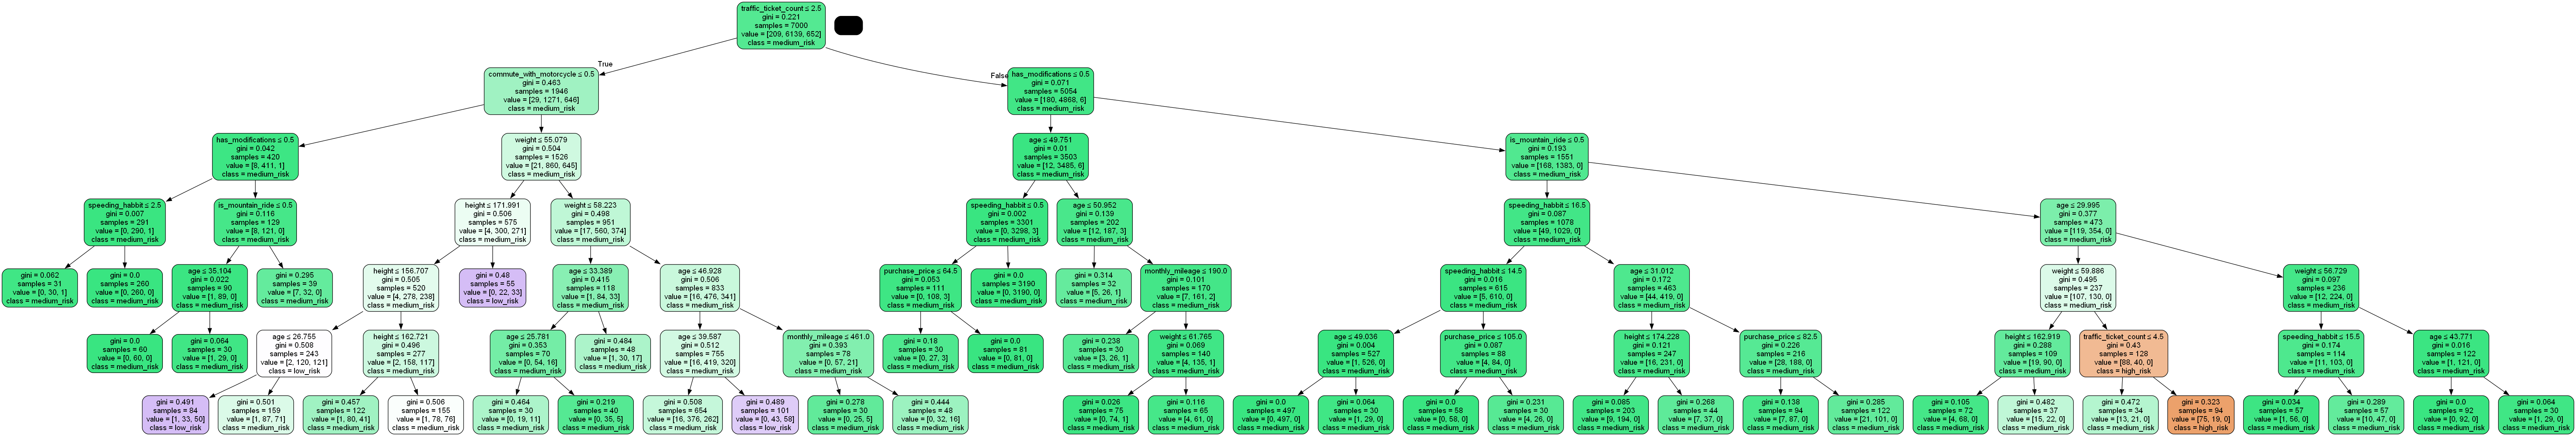 traffic_ticket_count ≤ 2.5
gini = 0.221
samples = 7000
value = [209, 6139, 652]
class = medium_risk
True
False
commute_with_motorcycle ≤ 0.5
gini = 0.463
samples = 1946
value = [29, 1271, 646]
class = medium_risk
has_modifications ≤ 0.5
gini = 0.071
samples = 5054
value = [180, 4868, 6]
class = medium_risk
has_modifications ≤ 0.5
gini = 0.042
samples = 420
value = [8, 411, 1]
class = medium_risk
weight ≤ 55.079
gini = 0.504
samples = 1526
value = [21, 860, 645]
class = medium_risk
age ≤ 49.751
gini = 0.01
samples = 3503
value = [12, 3485, 6]
class = medium_risk
is_mountain_ride ≤ 0.5
gini = 0.193
samples = 1551
value = [168, 1383, 0]
class = medium_risk
speeding_habbit ≤ 2.5
gini = 0.007
samples = 291
value = [0, 290, 1]
class = medium_risk
is_mountain_ride ≤ 0.5
gini = 0.116
samples = 129
value = [8, 121, 0]
class = medium_risk
height ≤ 171.991
gini = 0.506
samples = 575
value = [4, 300, 271]
class = medium_risk
weight ≤ 58.223
gini = 0.498
samples = 951
value = [17, 560, 374]
class = medium_risk
speeding_habbit ≤ 0.5
gini = 0.002
samples = 3301
value = [0, 3298, 3]
class = medium_risk
age ≤ 50.952
gini = 0.139
samples = 202
value = [12, 187, 3]
class = medium_risk
speeding_habbit ≤ 16.5
gini = 0.087
samples = 1078
value = [49, 1029, 0]
class = medium_risk
age ≤ 29.995
gini = 0.377
samples = 473
value = [119, 354, 0]
class = medium_risk
gini = 0.062
samples = 31
value = [0, 30, 1]
class = medium_risk
gini = 0.0
samples = 260
value = [0, 260, 0]
class = medium_risk
age ≤ 35.104
gini = 0.022
samples = 90
value = [1, 89, 0]
class = medium_risk
gini = 0.295
samples = 39
value = [7, 32, 0]
class = medium_risk
height ≤ 156.707
gini = 0.505
samples = 520
value = [4, 278, 238]
class = medium_risk
gini = 0.48
samples = 55
value = [0, 22, 33]
class = low_risk
age ≤ 33.389
gini = 0.415
samples = 118
value = [1, 84, 33]
class = medium_risk
age ≤ 46.928
gini = 0.506
samples = 833
value = [16, 476, 341]
class = medium_risk
purchase_price ≤ 64.5
gini = 0.053
samples = 111
value = [0, 108, 3]
class = medium_risk
gini = 0.0
samples = 3190
value = [0, 3190, 0]
class = medium_risk
gini = 0.314
samples = 32
value = [5, 26, 1]
class = medium_risk
monthly_mileage ≤ 190.0
gini = 0.101
samples = 170
value = [7, 161, 2]
class = medium_risk
speeding_habbit ≤ 14.5
gini = 0.016
samples = 615
value = [5, 610, 0]
class = medium_risk
age ≤ 31.012
gini = 0.172
samples = 463
value = [44, 419, 0]
class = medium_risk
weight ≤ 59.886
gini = 0.495
samples = 237
value = [107, 130, 0]
class = medium_risk
weight ≤ 56.729
gini = 0.097
samples = 236
value = [12, 224, 0]
class = medium_risk
gini = 0.0
samples = 60
value = [0, 60, 0]
class = medium_risk
gini = 0.064
samples = 30
value = [1, 29, 0]
class = medium_risk
age ≤ 26.755
gini = 0.508
samples = 243
value = [2, 120, 121]
class = low_risk
height ≤ 162.721
gini = 0.496
samples = 277
value = [2, 158, 117]
class = medium_risk
age ≤ 25.781
gini = 0.353
samples = 70
value = [0, 54, 16]
class = medium_risk
gini = 0.484
samples = 48
value = [1, 30, 17]
class = medium_risk
age ≤ 39.587
gini = 0.512
samples = 755
value = [16, 419, 320]
class = medium_risk
monthly_mileage ≤ 461.0
gini = 0.393
samples = 78
value = [0, 57, 21]
class = medium_risk
gini = 0.18
samples = 30
value = [0, 27, 3]
class = medium_risk
gini = 0.0
samples = 81
value = [0, 81, 0]
class = medium_risk
gini = 0.238
samples = 30
value = [3, 26, 1]
class = medium_risk
weight ≤ 61.765
gini = 0.069
samples = 140
value = [4, 135, 1]
class = medium_risk
age ≤ 49.036
gini = 0.004
samples = 527
value = [1, 526, 0]
class = medium_risk
purchase_price ≤ 105.0
gini = 0.087
samples = 88
value = [4, 84, 0]
class = medium_risk
height ≤ 174.228
gini = 0.121
samples = 247
value = [16, 231, 0]
class = medium_risk
purchase_price ≤ 82.5
gini = 0.226
samples = 216
value = [28, 188, 0]
class = medium_risk
height ≤ 162.919
gini = 0.288
samples = 109
value = [19, 90, 0]
class = medium_risk
traffic_ticket_count ≤ 4.5
gini = 0.43
samples = 128
value = [88, 40, 0]
class = high_risk
speeding_habbit ≤ 15.5
gini = 0.174
samples = 114
value = [11, 103, 0]
class = medium_risk
age ≤ 43.771
gini = 0.016
samples = 122
value = [1, 121, 0]
class = medium_risk
gini = 0.491
samples = 84
value = [1, 33, 50]
class = low_risk
gini = 0.501
samples = 159
value = [1, 87, 71]
class = medium_risk
gini = 0.457
samples = 122
value = [1, 80, 41]
class = medium_risk
gini = 0.506
samples = 155
value = [1, 78, 76]
class = medium_risk
gini = 0.464
samples = 30
value = [0, 19, 11]
class = medium_risk
gini = 0.219
samples = 40
value = [0, 35, 5]
class = medium_risk
gini = 0.508
samples = 654
value = [16, 376, 262]
class = medium_risk
gini = 0.489
samples = 101
value = [0, 43, 58]
class = low_risk
gini = 0.278
samples = 30
value = [0, 25, 5]
class = medium_risk
gini = 0.444
samples = 48
value = [0, 32, 16]
class = medium_risk
gini = 0.026
samples = 75
value = [0, 74, 1]
class = medium_risk
gini = 0.116
samples = 65
value = [4, 61, 0]
class = medium_risk
gini = 0.0
samples = 497
value = [0, 497, 0]
class = medium_risk
gini = 0.064
samples = 30
value = [1, 29, 0]
class = medium_risk
gini = 0.0
samples = 58
value = [0, 58, 0]
class = medium_risk
gini = 0.231
samples = 30
value = [4, 26, 0]
class = medium_risk
gini = 0.085
samples = 203
value = [9, 194, 0]
class = medium_risk
gini = 0.268
samples = 44
value = [7, 37, 0]
class = medium_risk
gini = 0.138
samples = 94
value = [7, 87, 0]
class = medium_risk
gini = 0.285
samples = 122
value = [21, 101, 0]
class = medium_risk
gini = 0.105
samples = 72
value = [4, 68, 0]
class = medium_risk
gini = 0.482
samples = 37
value = [15, 22, 0]
class = medium_risk
gini = 0.472
samples = 34
value = [13, 21, 0]
class = medium_risk
gini = 0.323
samples = 94
value = [75, 19, 0]
class = high_risk
gini = 0.034
samples = 57
value = [1, 56, 0]
class = medium_risk
gini = 0.289
samples = 57
value = [10, 47, 0]
class = medium_risk
gini = 0.0
samples = 92
value = [0, 92, 0]
class = medium_risk
gini = 0.064
samples = 30
value = [1, 29, 0]
class = medium_risk